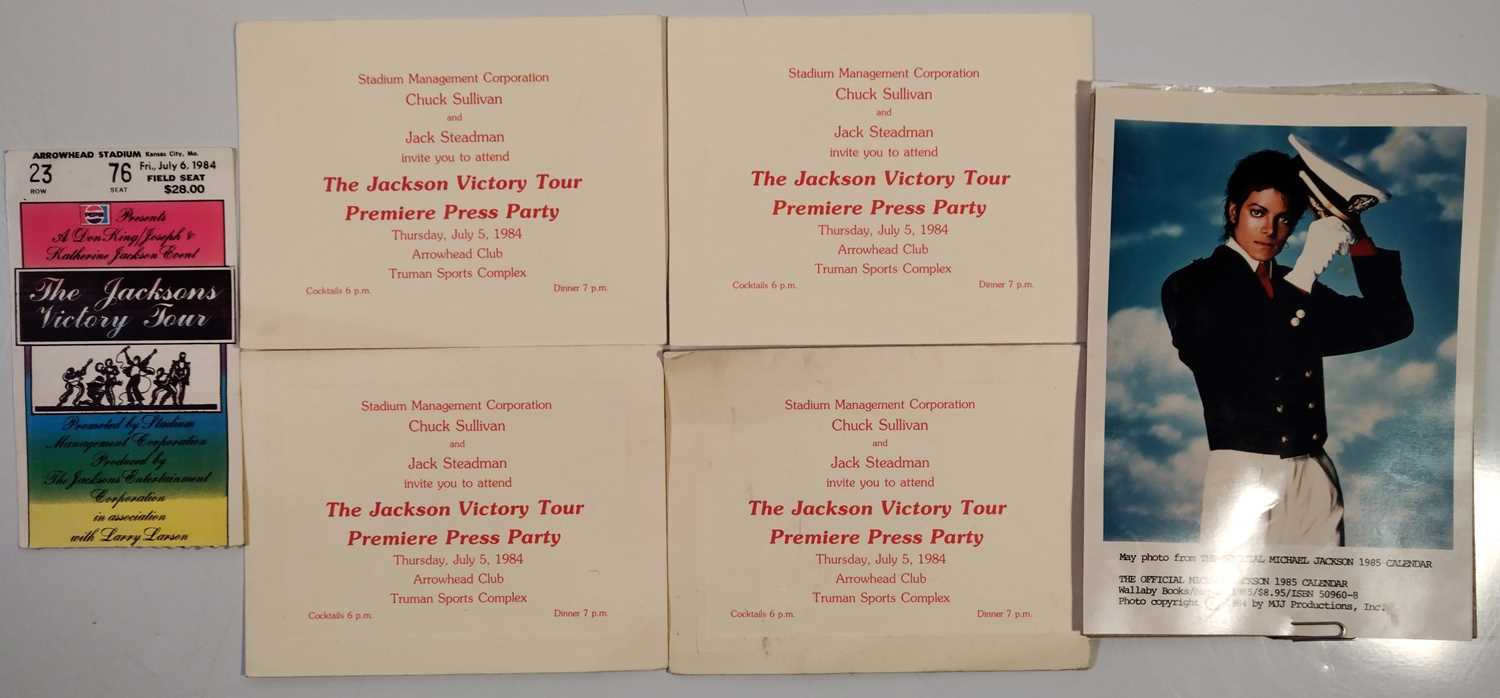 ARROWHEAD STADIUM Kansas City, Mo.
23 76 Fri., July 6, 1984
ROW SEAT FIELD SEAT
$28.00
PEPSI Presents
A Don King/Joseph &
Katherine Jackson Event
The Jacksons
Victory Tour
Promoted by Stadium
Management Corporation
Produced by
The Jacksons Entertainment
Corporation
in association
with Larry Larson
Stadium Management Corporation
Chuck Sullivan
and
Jack Steadman
invite you to attend
The Jackson Victory Tour
Premiere Press Party
Thursday, July 5, 1984
Arrowhead Club
Truman Sports Complex
Cocktails 6 p.m. Dinner 7 p.m.
Stadium Management Corporation
Chuck Sullivan
and
Jack Steadman
invite you to attend
The Jackson Victory Tour
Premiere Press Party
Thursday, July 5, 1984
Arrowhead Club
Truman Sports Complex
Cocktails 6 p.m. Dinner 7 p.m.
Stadium Management Corporation
Chuck Sullivan
and
Jack Steadman
invite you to attend
The Jackson Victory Tour
Premiere Press Party
Thursday, July 5, 1984
Arrowhead Club
Truman Sports Complex
Cocktails 6 p.m. Dinner 7 p.m.
Stadium Management Corporation
Chuck Sullivan
and
Jack Steadman
invite you to attend
The Jackson Victory Tour
Premiere Press Party
Thursday, July 5, 1984
Arrowhead Club
Truman Sports Complex
Cocktails 6 p.m. Dinner 7 p.m.
May photo from THE OFFICIAL MICHAEL JACKSON 1985 CALENDAR
THE OFFICIAL MICHAEL JACKSON 1985 CALENDAR
Wallaby Books/ /$8.95/ISBN 50960-8
Photo copyright 1984 by MJJ Productions, Inc.